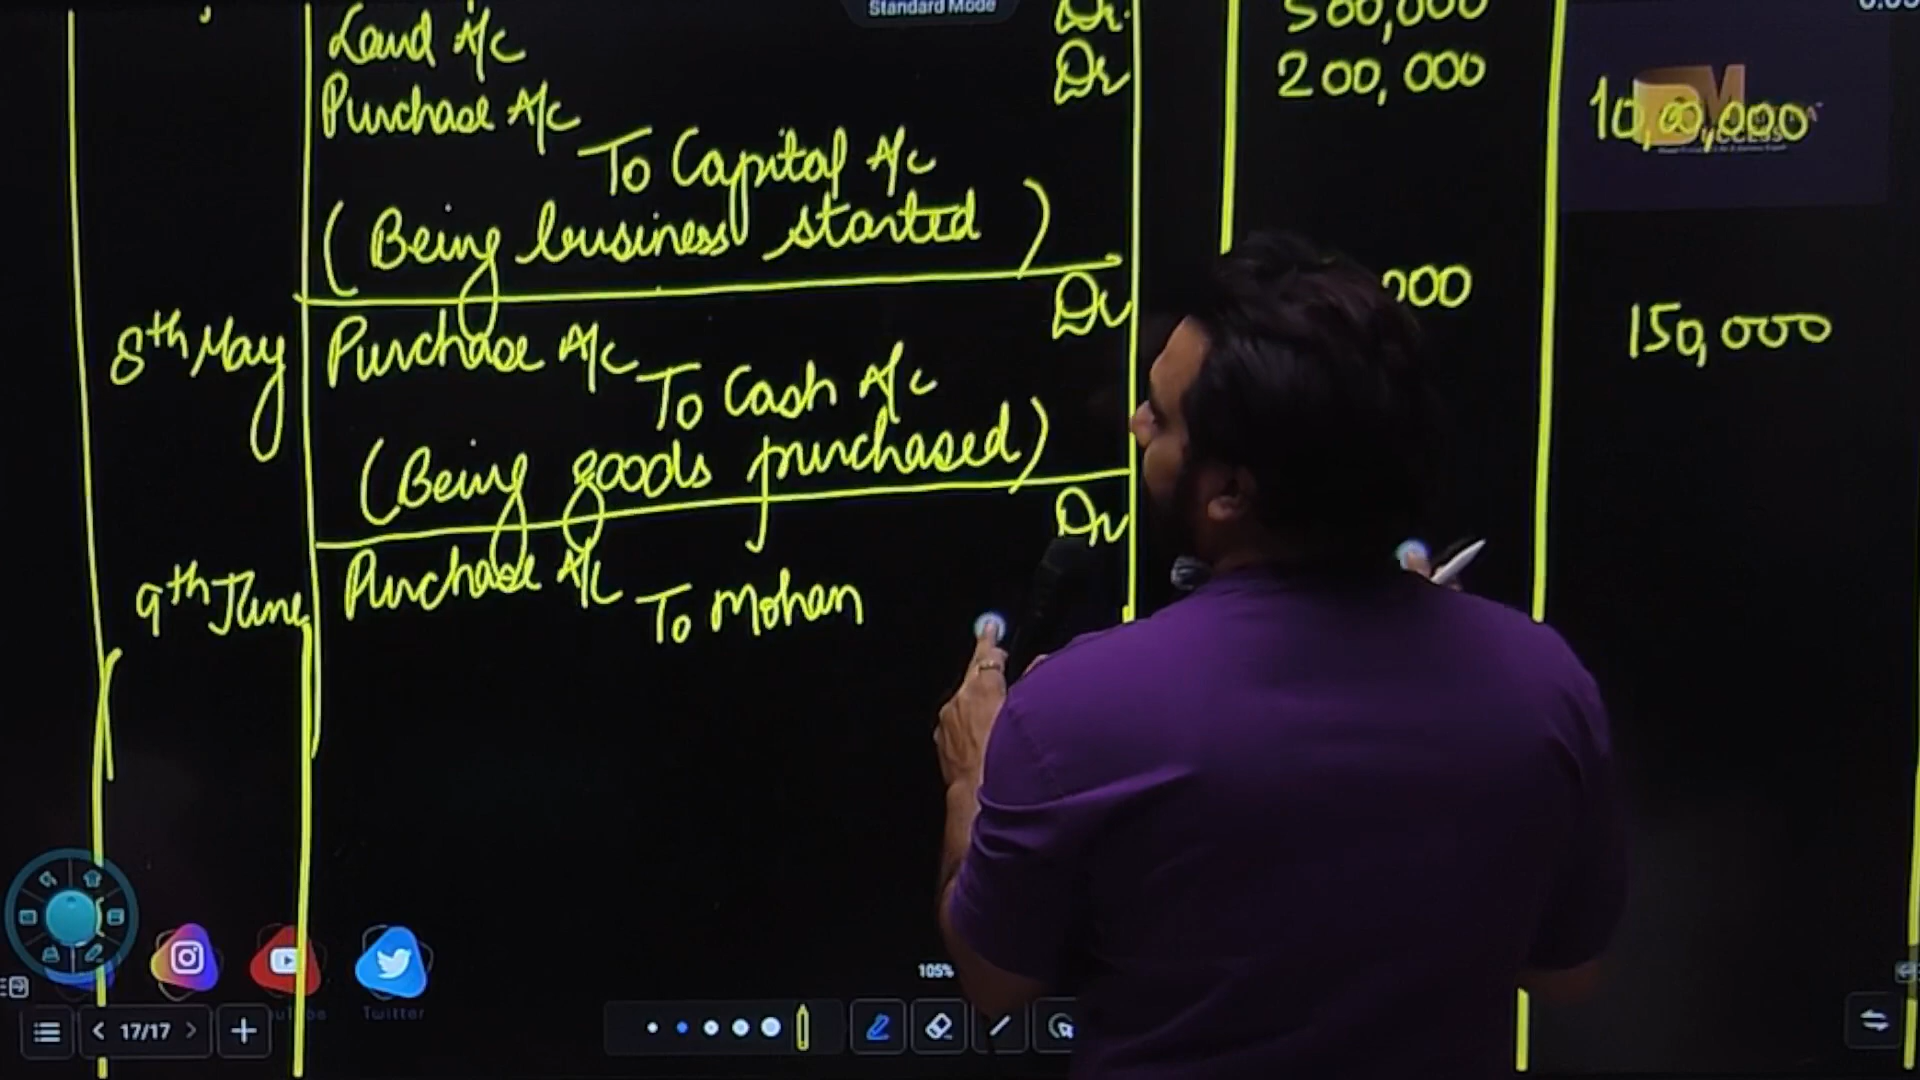 Standard Mode
Dr. 500,000
Land A/c Dr 200,000
Purchase A/c 10,00,000
To Capital A/c
(Being business started)
8th May Purchase A/c Dr 000
To Cash A/c 150,000
(Being goods purchased)
9th June Purchase A/c Dr
To Mohan
105%
Twitter
17/17